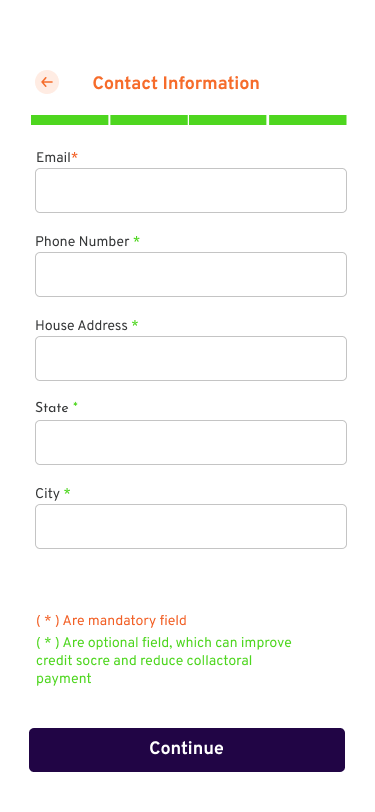 Contact Information
Email*
Phone Number *
House Address *
State *
City *
( * ) Are mandatory field
( * ) Are optional field, which can improve
credit socre and reduce collactoral
payment
Continue